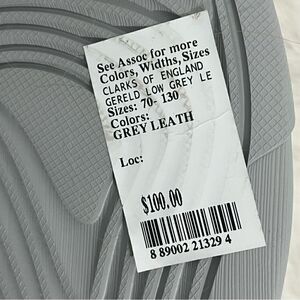 See Assoc for more
Colors, Widths, Sizes
CLARKS OF ENGLAND
GERELD LOW GREY LE
Sizes: 70- 130
Colors:
GREY LEATH
Loc:
$100.00
8 89002 21329 4